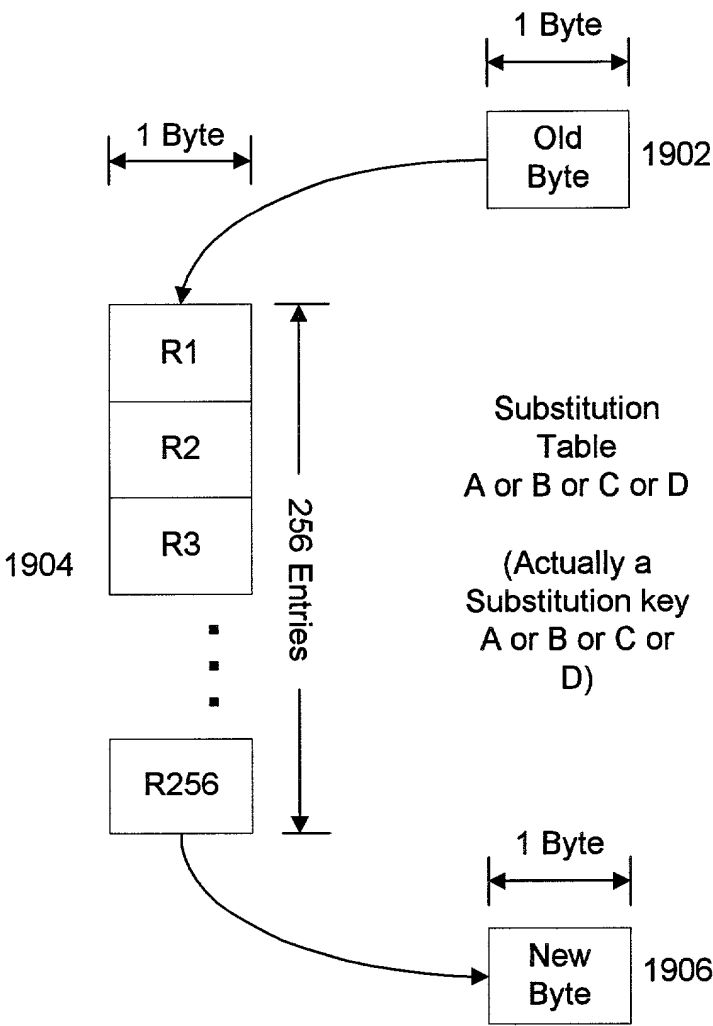 1 Byte
Old
Byte
1902
1 Byte
R1
R2
R3
1904
256 Entries
Substitution
Table
A or B or C or D
(Actually a
Substitution key
A or B or C or
D)
R256
1 Byte
New
Byte
1906